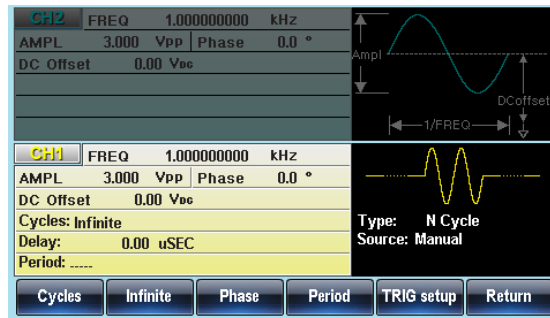 CH2 FREQ 1.000000000 kHz
AMPL 3.000 Vpp Phase 0.0 °
DC Offset 0.00 VDC
Ampl
DCoffset
1/FREQ
CH1 FREQ 1.000000000 kHz
AMPL 3.000 Vpp Phase 0.0 °
DC Offset 0.00 VDC
Cycles: Infinite
Delay: 0.00 uSEC
Period: .....
Type: N Cycle
Source: Manual
Cycles Infinite Phase Period TRIG setup Return